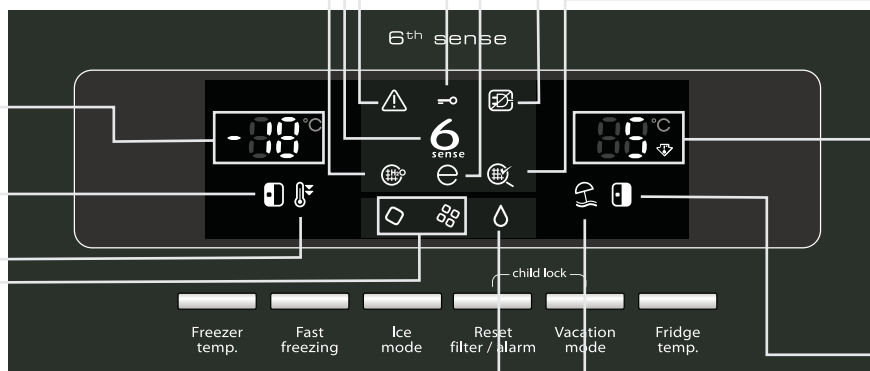 6th sense
-18 °C
5 °C
6
sense
H₂O
child lock
Freezer temp.
Fast freezing
Ice mode
Reset filter / alarm
Vacation mode
Fridge temp.